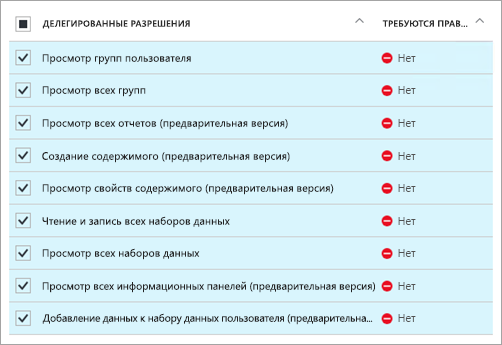 ДЕЛЕГИРОВАННЫЕ РАЗРЕШЕНИЯ ТРЕБУЮТСЯ ПРАВ...
Просмотр групп пользователя Нет
Просмотр всех групп Нет
Просмотр всех отчетов (предварительная версия) Нет
Создание содержимого (предварительная версия) Нет
Просмотр свойств содержимого (предварительная версия) Нет
Чтение и запись всех наборов данных Нет
Просмотр всех наборов данных Нет
Просмотр всех информационных панелей (предварительная версия) Нет
Добавление данных к набору данных пользователя (предварительна... Нет